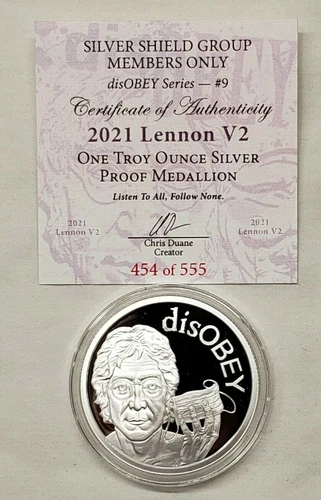 SILVER SHIELD GROUP
MEMBERS ONLY
disOBEY Series — #9
Certificate of Authenticity
2021 Lennon V2
ONE TROY OUNCE SILVER
PROOF MEDALLION
Listen To All, Follow None.
2021
Lennon V2
Chris Duane
Creator
2021
Lennon V2
454 of 555
disOBEY